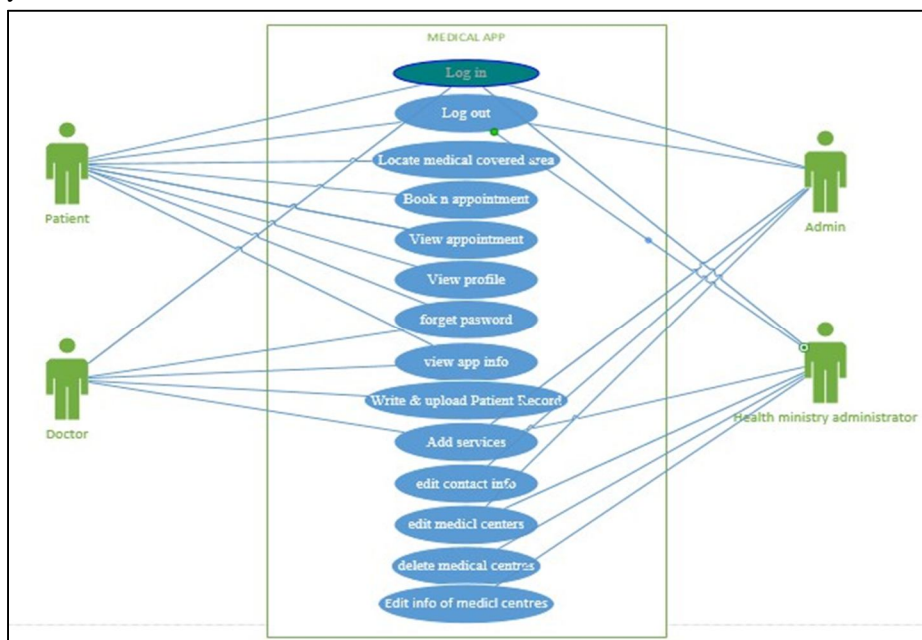 MEDICAL APP
Log in
Log out
Locate medical covered area
Book n appointment
View appointment
View profile
forget pasword
view app info
Write & upload Patient Record
Add services
edit contact info
edit medicl centers
delete medical centres
Edit info of medicl centres
Patient
Doctor
Admin
Health ministry administrator